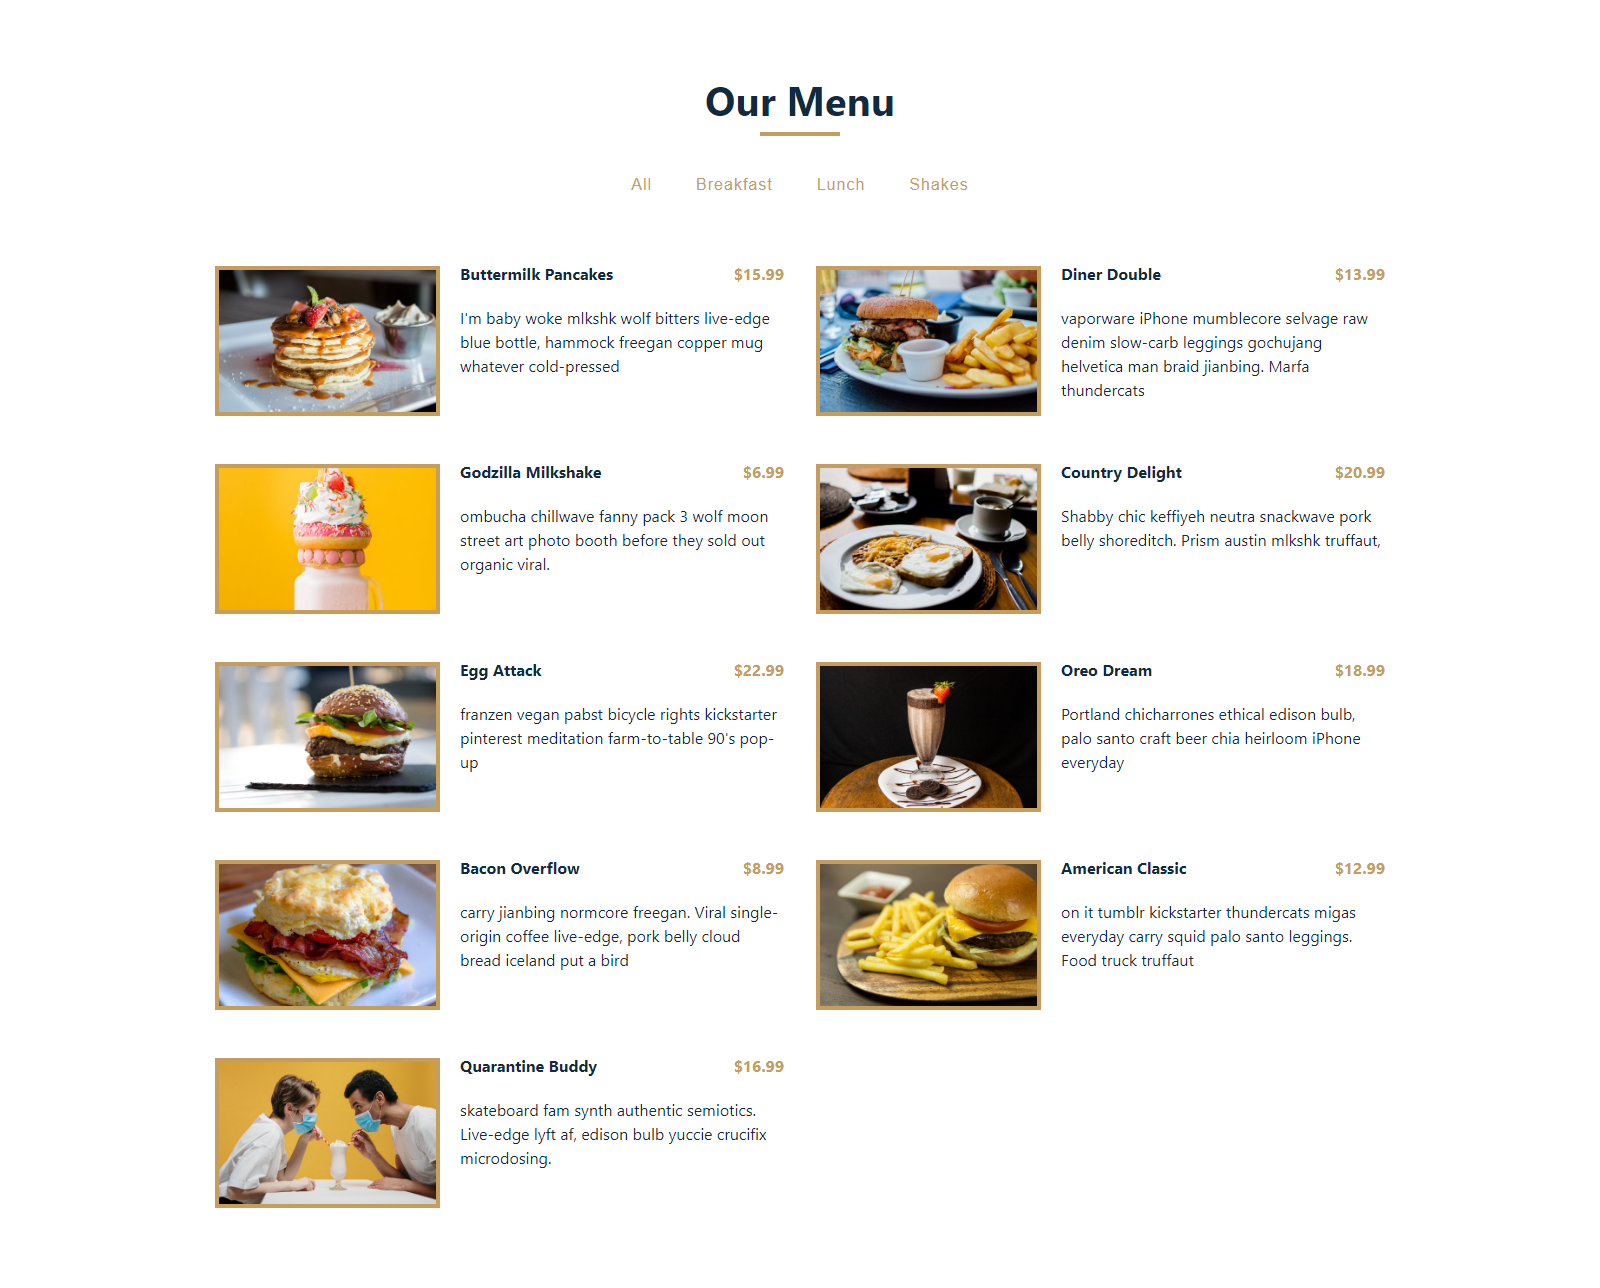 Our Menu
All Breakfast Lunch Shakes
Buttermilk Pancakes $15.99
I'm baby woke mlkshk wolf bitters live-edge
blue bottle, hammock freegan copper mug
whatever cold-pressed
Diner Double $13.99
vaporware iPhone mumblecore selvage raw
denim slow-carb leggings gochujang
helvetica man braid jianbing. Marfa
thundercats
Godzilla Milkshake $6.99
ombucha chillwave fanny pack 3 wolf moon
street art photo booth before they sold out
organic viral.
Country Delight $20.99
Shabby chic keffiyeh neutra snackwave pork
belly shoreditch. Prism austin mlkshk truffaut,
Egg Attack $22.99
franzen vegan pabst bicycle rights kickstarter
pinterest meditation farm-to-table 90's pop-
up
Oreo Dream $18.99
Portland chicharrones ethical edison bulb,
palo santo craft beer chia heirloom iPhone
everyday
Bacon Overflow $8.99
carry jianbing normcore freegan. Viral single-
origin coffee live-edge, pork belly cloud
bread iceland put a bird
American Classic $12.99
on it tumblr kickstarter thundercats migas
everyday carry squid palo santo leggings.
Food truck truffaut
Quarantine Buddy $16.99
skateboard fam synth authentic semiotics.
Live-edge lyft af, edison bulb yuccie crucifix
microdosing.